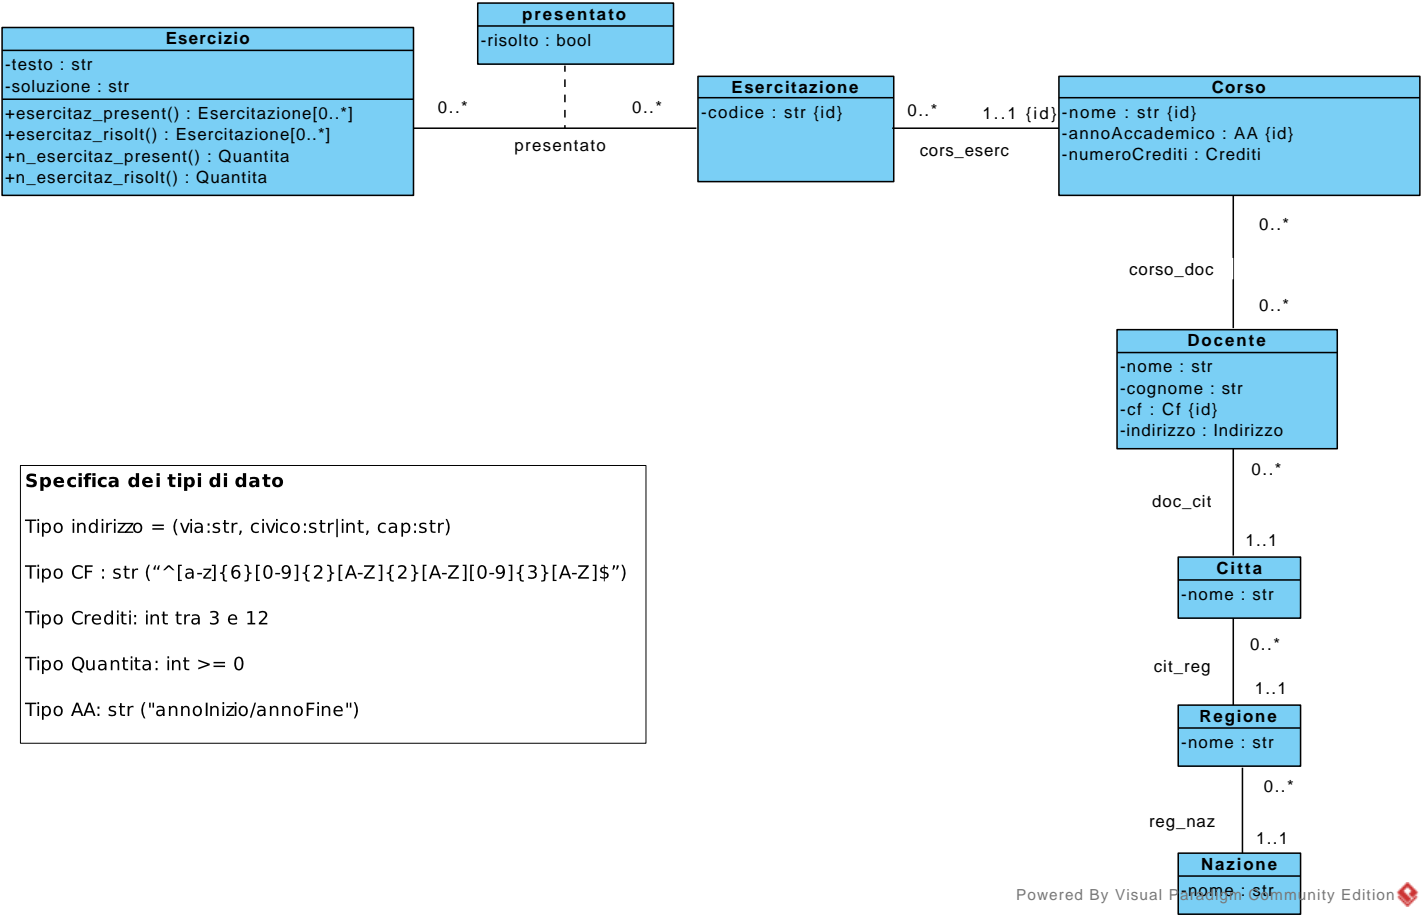 presentato
-risolto : bool
Esercizio
-testo : str
-soluzione : str
+esercitaz_present() : Esercitazione[0..*]
+esercitaz_risolt() : Esercitazione[0..*]
+n_esercitaz_present() : Quantita
+n_esercitaz_risolt() : Quantita
0..*
0..*
presentato
Esercitazione
-codice : str {id}
0..*
1..1 {id}
cors_eserc
Corso
-nome : str {id}
-annoAccademico : AA {id}
-numeroCrediti : Crediti
0..*
corso_doc
0..*
Docente
-nome : str
-cognome : str
-cf : Cf {id}
-indirizzo : Indirizzo
0..*
doc_cit
1..1
Citta
-nome : str
0..*
cit_reg
1..1
Regione
-nome : str
0..*
reg_naz
1..1
Nazione
-nome : str
Specifica dei tipi di dato
Tipo indirizzo = (via:str, civico:str|int, cap:str)
Tipo CF : str (“^[a-z]{6}[0-9]{2}[A-Z]{2}[A-Z][0-9]{3}[A-Z]$”)
Tipo Crediti: int tra 3 e 12
Tipo Quantita: int >= 0
Tipo AA: str ("annoInizio/annoFine")
Powered By Visual Paradigm Community Edition